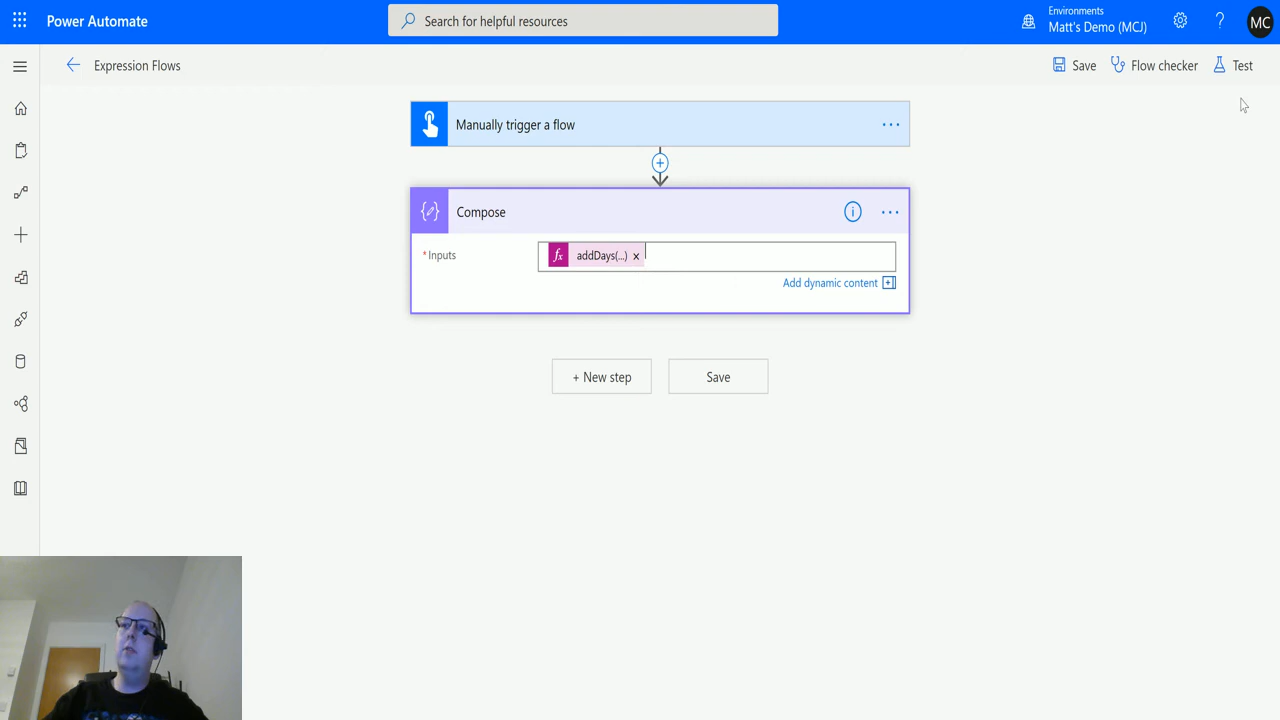 Power Automate
Search for helpful resources
Environments
Matt's Demo (MCJ)
?
MC
Expression Flows
Save
Flow checker
Test
Manually trigger a flow
...
Compose
...
* Inputs
fx addDays(...) ×
Add dynamic content
+ New step
Save